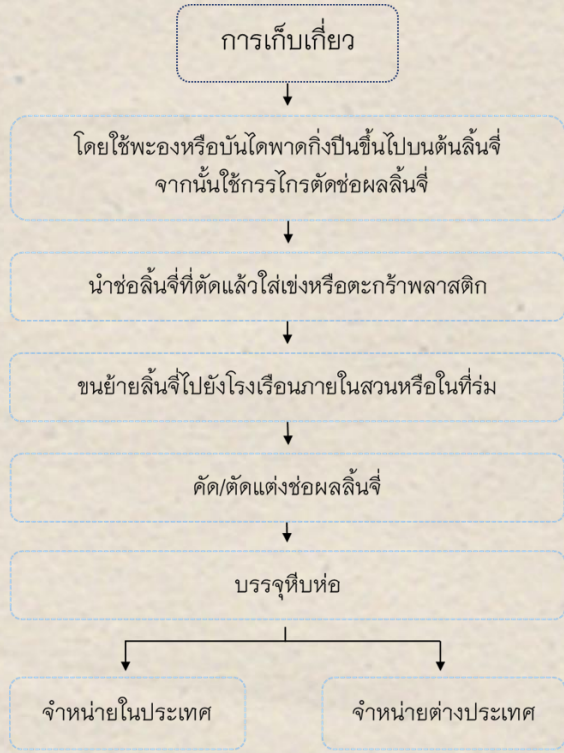 การเก็บเกี่ยว
โดยใช้พะองหรือบันไดพาดกิ่งปีนขึ้นไปบนต้นลิ้นจี่
จากนั้นใช้กรรไกรตัดช่อผลลิ้นจี่
นำช่อลิ้นจี่ที่ตัดแล้วใส่เข่งหรือตะกร้าพลาสติก
ขนย้ายลิ้นจี่ไปยังโรงเรือนภายในสวนหรือในที่ร่ม
คัด/ตัดแต่งช่อผลลิ้นจี่
บรรจุหีบห่อ
จำหน่ายในประเทศ
จำหน่ายต่างประเทศ